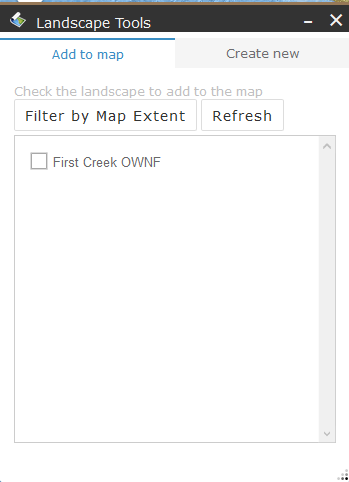 Landscape Tools
Add to map
Create new
Check the landscape to add to the map
Filter by Map Extent
Refresh
First Creek OWNF